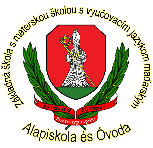 Základná škola s materskou školou s vyučovacím jazykom maďarským
Alapiskola és Óvoda